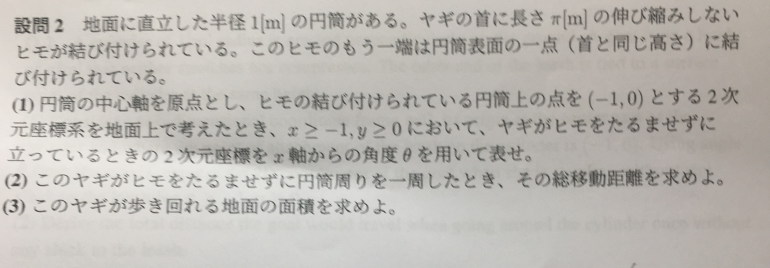 設問2 地面に直立した半径1[m]の円筒がある。ヤギの首に長さπ[m]の伸び縮みしない
ヒモが結び付けられている。このヒモのもう一端は円筒表面の一点（首と同じ高さ）に結
び付けられている。
(1) 円筒の中心軸を原点とし、ヒモの結び付けられている円筒上の点を(−1,0)とする2次
元座標系を地面上で考えたとき、x ≥ −1, y ≥ 0において、ヤギがヒモをたるませずに
立っているときの2次元座標をx軸からの角度θを用いて表せ。
(2) このヤギがヒモをたるませずに円筒周りを一周したとき、その総移動距離を求めよ。
(3) このヤギが歩き回れる地面の面積を求めよ。